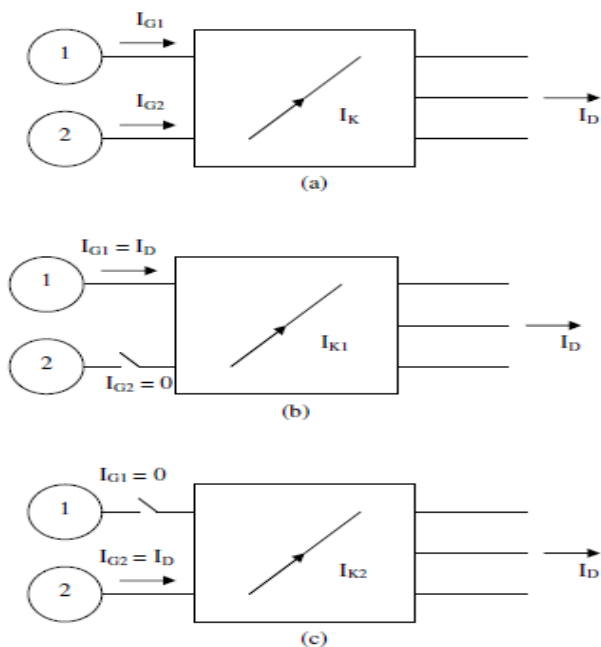 I_G1
1
I_G2
2
I_K
I_D
(a)
I_G1 = I_D
1
2
I_G2 = 0
I_K1
I_D
(b)
I_G1 = 0
1
I_G2 = I_D
2
I_K2
I_D
(c)